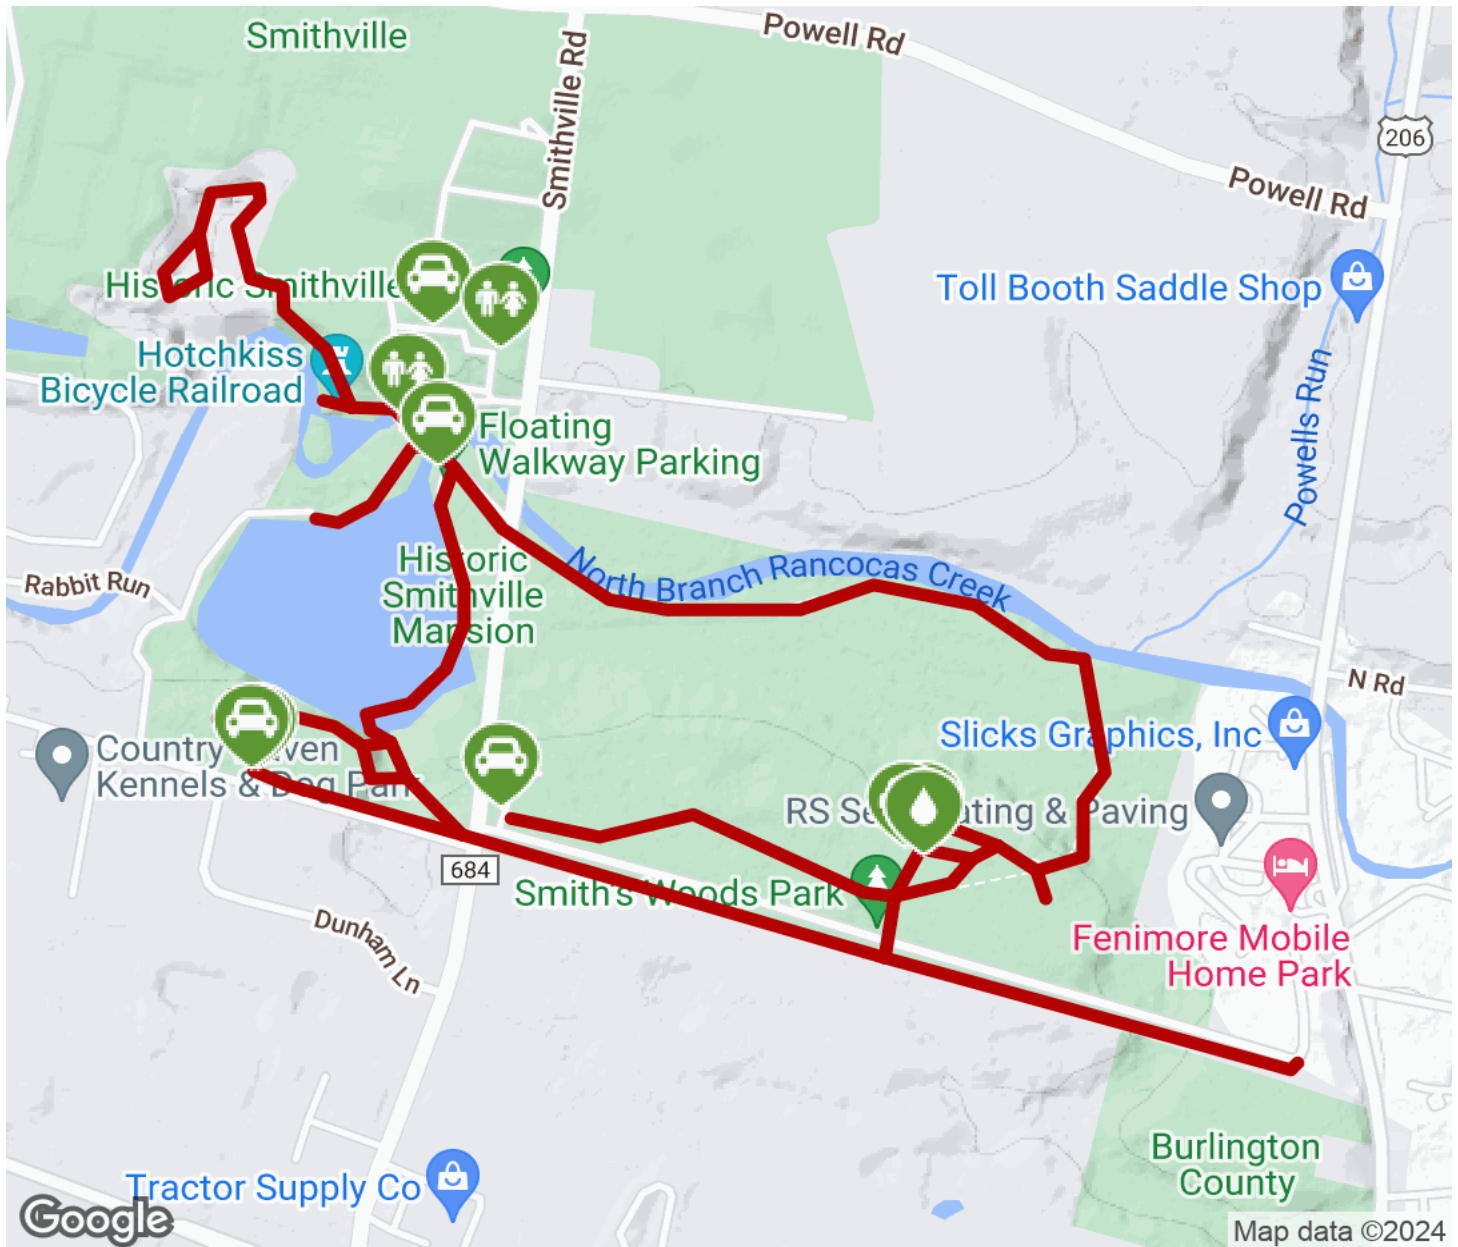 Smithville
Powell Rd
Smithville Rd
206
Powell Rd
Historic Smithville
Toll Booth Saddle Shop
Hotchkiss
Bicycle Railroad
Powells Run
Floating
Walkway Parking
Historic
Smithville
Mansion
North Branch Rancocas Creek
Rabbit Run
N Rd
Slicks Graphics, Inc
Country
Kennels & Dog Park
RS
& Paving
684
Smith's Woods Park
Dunham Ln
Fenimore Mobile
Home Park
Burlington
County
Tractor Supply Co
Google
Map data ©2024